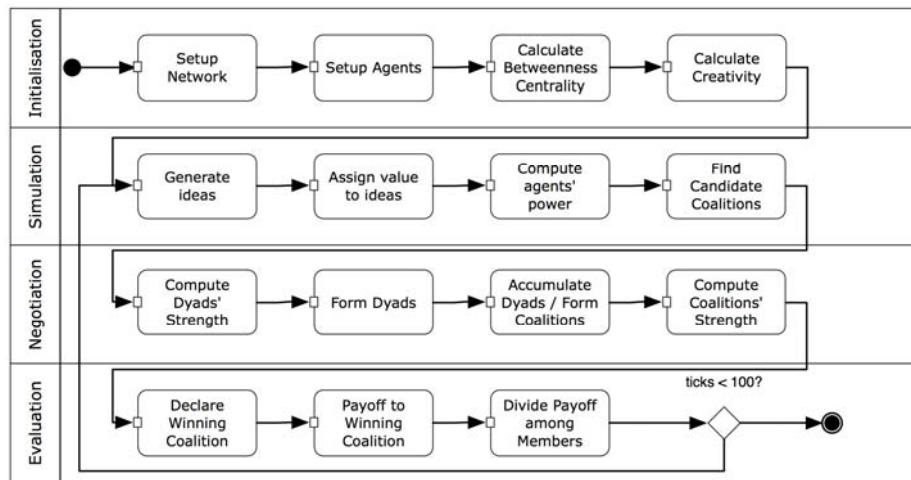 Initialisation
Setup
Network
Setup Agents
Calculate
Betweenness
Centrality
Calculate
Creativity
Simulation
Generate
ideas
Assign value
to ideas
Compute
agents'
power
Find
Candidate
Coalitions
Negotiation
Compute
Dyads'
Strength
Form Dyads
Accumulate
Dyads / Form
Coalitions
Compute
Coalitions'
Strength
Evaluation
Declare
Winning
Coalition
Payoff to
Winning
Coalition
Divide Payoff
among
Members
ticks < 100?